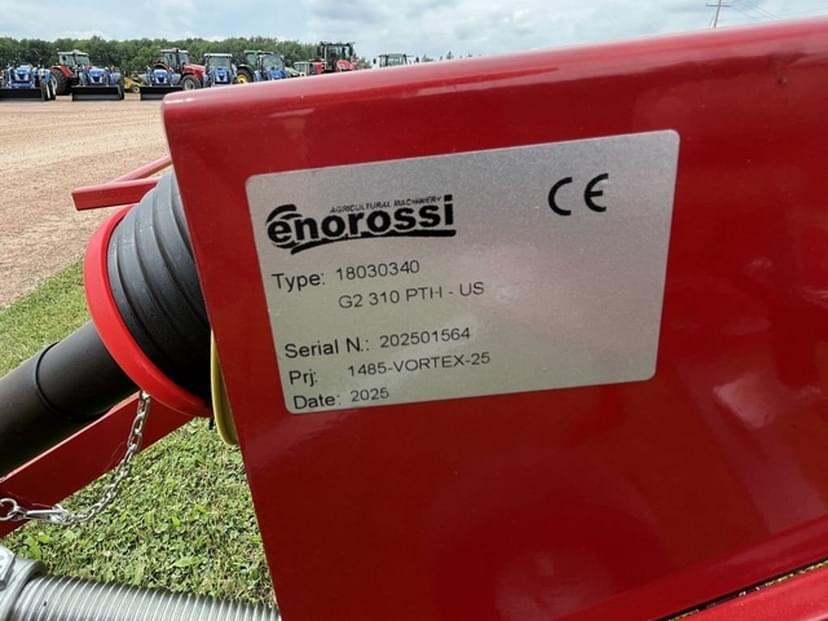 AGRICULTURAL MACHINERY
enorossi
CE
Type: 18030340
G2 310 PTH - US
Serial N.: 202501564
Prj: 1485-VORTEX-25
Date: 2025